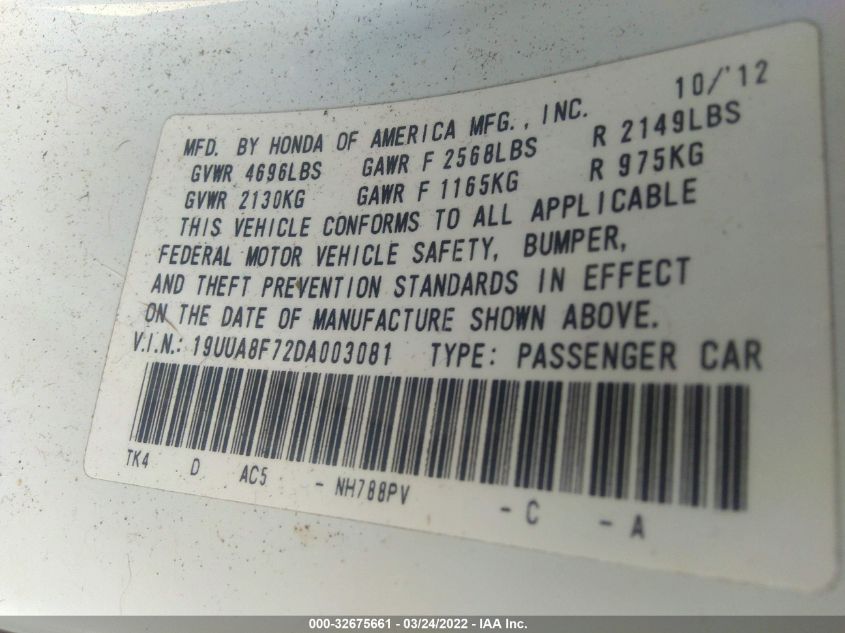 10/'12
MFD. BY HONDA OF AMERICA MFG., INC.
GVWR 4696LBS GAWR F 2568LBS R 2149LBS
GVWR 2130KG GAWR F 1165KG R 975KG
THIS VEHICLE CONFORMS TO ALL APPLICABLE
FEDERAL MOTOR VEHICLE SAFETY, BUMPER,
AND THEFT PREVENTION STANDARDS IN EFFECT
ON THE DATE OF MANUFACTURE SHOWN ABOVE.
V.I.N.: 19UUA8F72DA003081 TYPE: PASSENGER CAR
TK4 D AC5 - NH788PV - C - A
000-32675661 - 03/24/2022 - IAA Inc.